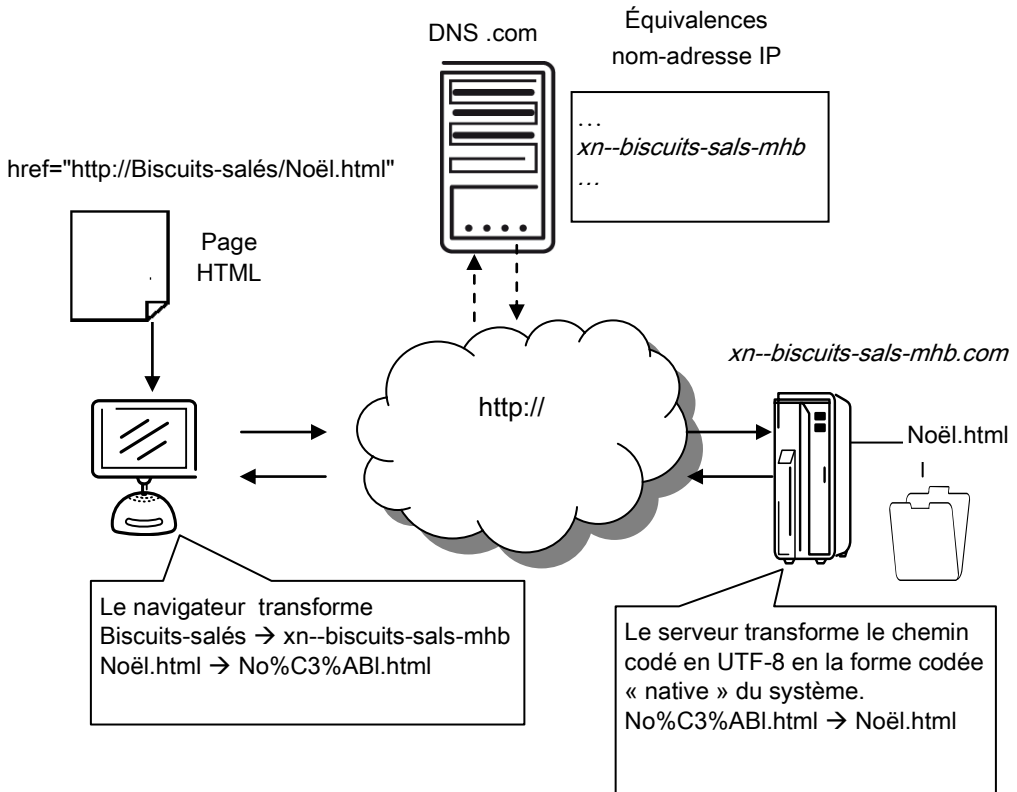 DNS .com
Équivalences
nom-adresse IP
…
xn--biscuits-sals-mhb
…
href="http://Biscuits-salés/Noël.html"
Page
HTML
http://
xn--biscuits-sals-mhb.com
Noël.html
Le navigateur transforme
Biscuits-salés → xn--biscuits-sals-mhb
Noël.html → No%C3%ABl.html
Le serveur transforme le chemin
codé en UTF-8 en la forme codée
« native » du système.
No%C3%ABl.html → Noël.html